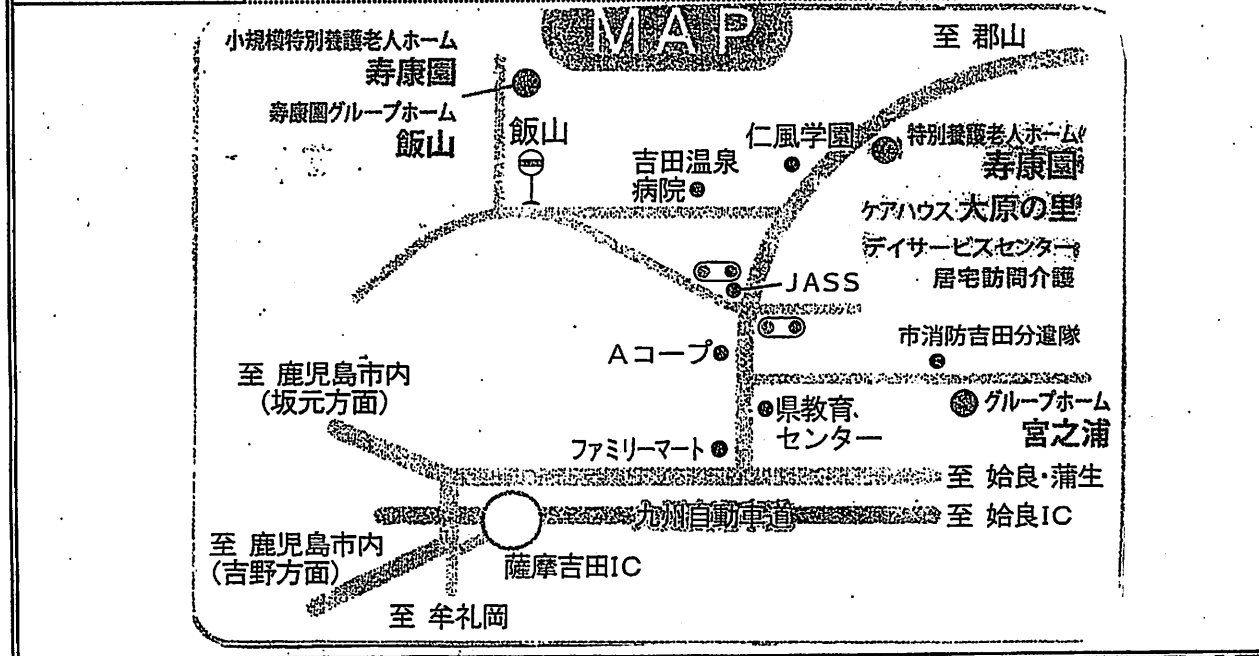 MAP
小規模特別養護老人ホーム
寿康園
寿康園グループホーム
飯山
飯山
吉田温泉
病院
仁風学園
至 郡山
特別養護老人ホーム
寿康園
ケアハウス 大原の里
デイサービスセンター
居宅訪問介護
JASS
Aコープ
市消防吉田分遣隊
至 鹿児島市内
(坂元方面)
県教育
センター
グループホーム
宮之浦
ファミリーマート
至 姶良・蒲生
九州自動車道
至 姶良IC
至 鹿児島市内
(吉野方面)
薩摩吉田IC
至 牟礼岡